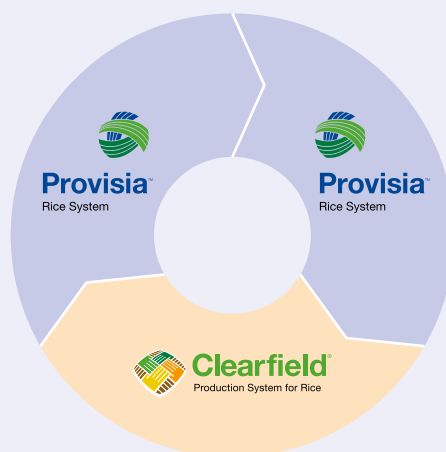 Provisia™
Rice System
Provisia™
Rice System
Clearfield®
Production System for Rice